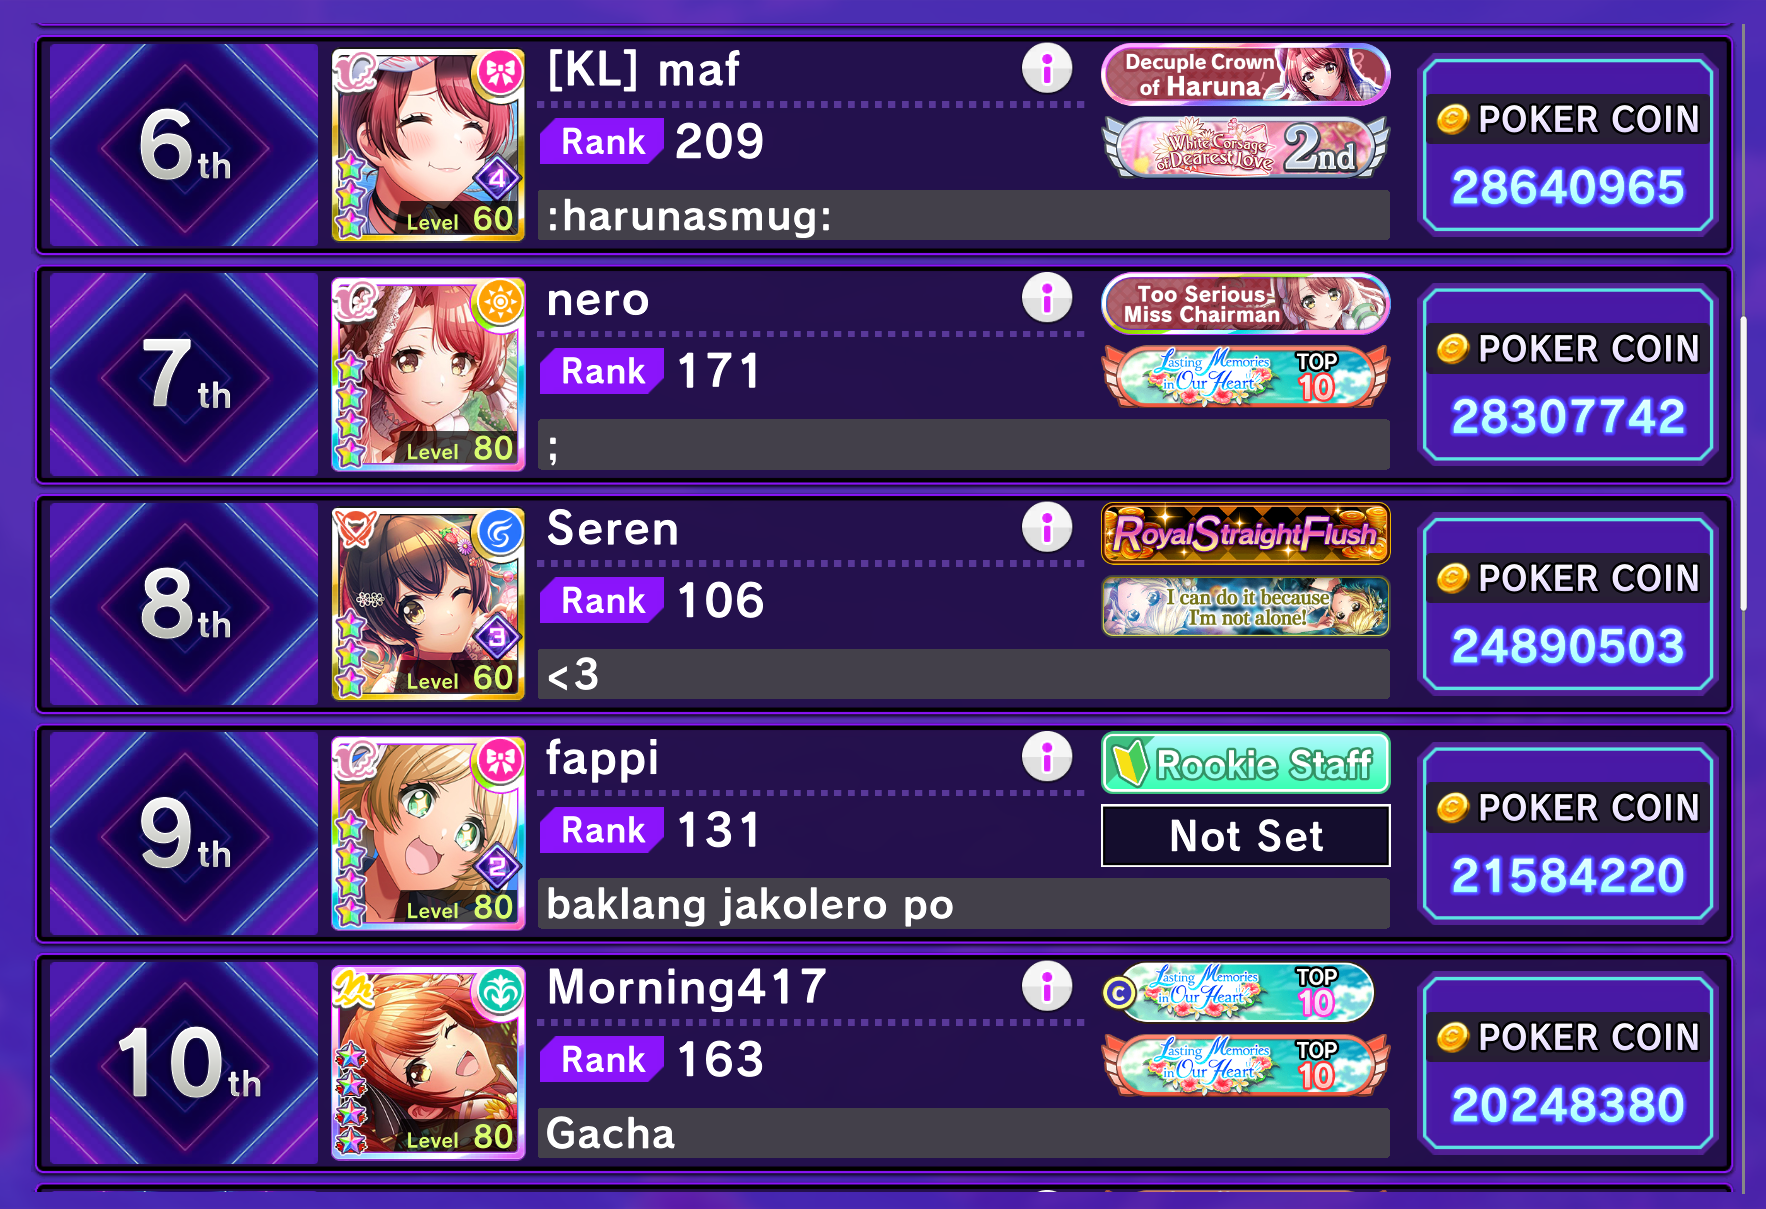 6th
[KL] maf
Rank 209
:harunasmug:
Decuple Crown
of Haruna
White Corsage
of Dearest Love
2nd
POKER COIN
28640965
Level 60
4
7th
nero
Rank 171
;
Too Serious-
Miss Chairman
Lasting Memories
in Our Heart
TOP
10
POKER COIN
28307742
Level 80
8th
Seren
Rank 106
<3
RoyalStraightFlush
I can do it because
I'm not alone!
POKER COIN
24890503
Level 60
3
9th
fappi
Rank 131
baklang jakolero po
Rookie Staff
Not Set
POKER COIN
21584220
Level 80
2
10th
Morning417
Rank 163
Gacha
C
Lasting Memories
in Our Heart
TOP
10
Lasting Memories
in Our Heart
TOP
10
POKER COIN
20248380
Level 80